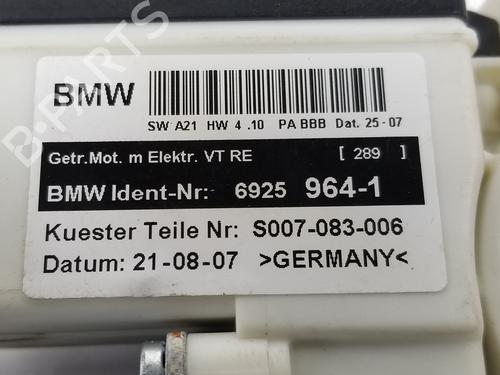 BMW
SW A21 HW 4 .10 PA BBB Dat. 25-07
Getr.Mot. m Elektr. VT RE [ 289 ]
BMW Ident-Nr: 6925 964-1
Kuester Teile Nr: S007-083-006
Datum: 21-08-07 >GERMANY<
B-PARTS